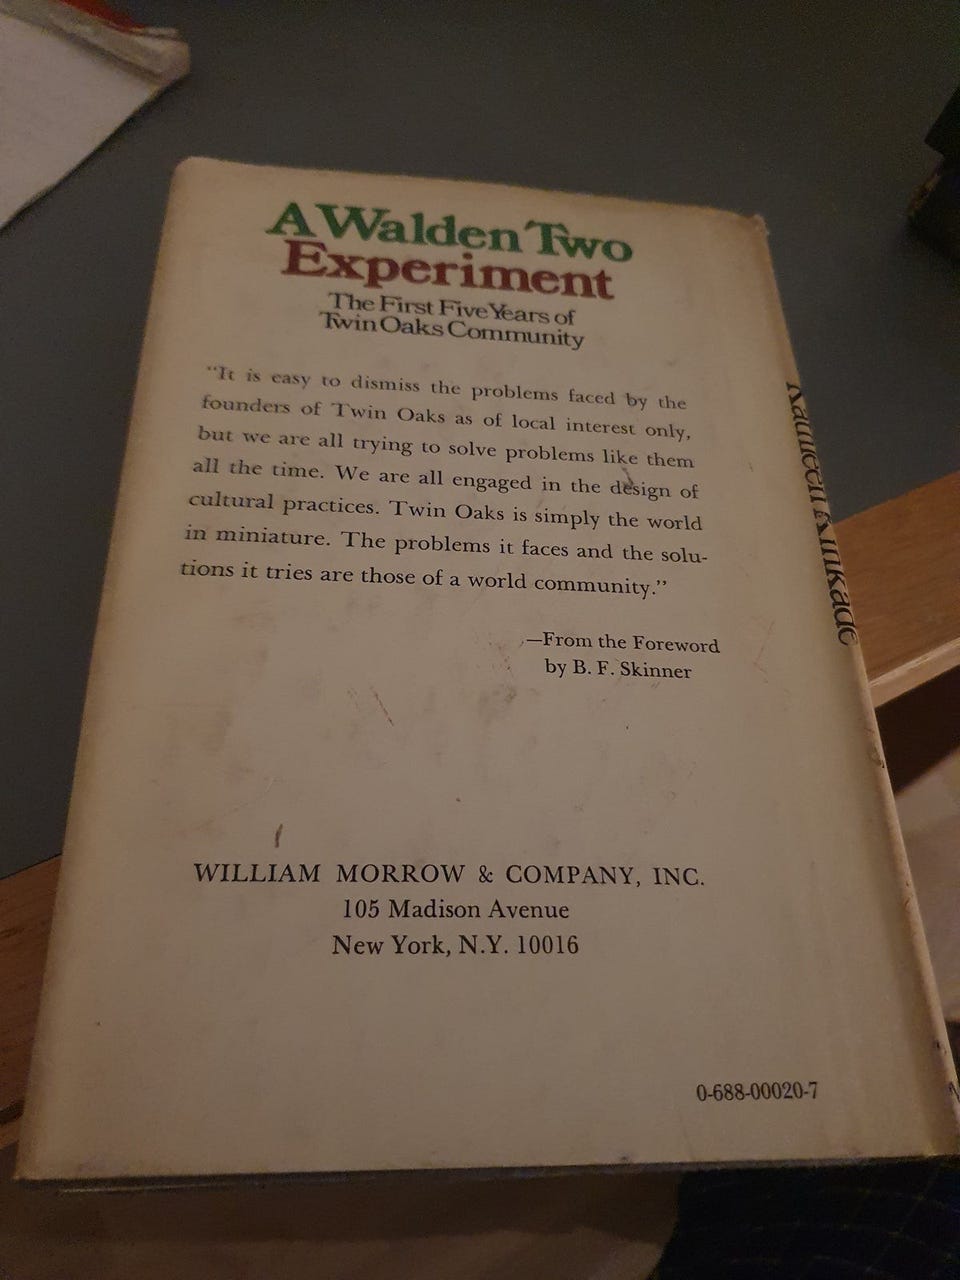 A Walden Two
Experiment
The First Five Years of
Twin Oaks Community
"It is easy to dismiss the problems faced by the
founders of Twin Oaks as of local interest only,
but we are all trying to solve problems like them
all the time. We are all engaged in the design of
cultural practices. Twin Oaks is simply the world
in miniature. The problems it faces and the solu-
tions it tries are those of a world community."
—From the Foreword
by B. F. Skinner
WILLIAM MORROW & COMPANY, INC.
105 Madison Avenue
New York, N.Y. 10016
0-688-00020-7
Kathleen Kinkade